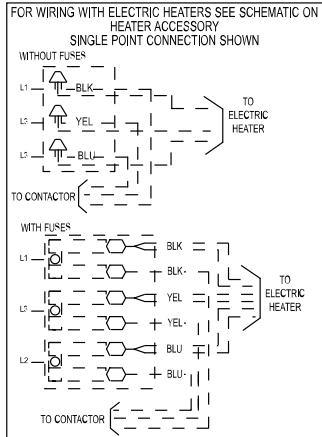 FOR WIRING WITH ELECTRIC HEATERS SEE SCHEMATIC ON
HEATER ACCESSORY
SINGLE POINT CONNECTION SHOWN
WITHOUT FUSES
L1
BLK
L3
YEL
L3
BLU
TO
ELECTRIC
HEATER
TO CONTACTOR
WITH FUSES
L1
BLK
BLK
L3
YEL
YEL
L2
BLU
BLU
TO
ELECTRIC
HEATER
TO CONTACTOR